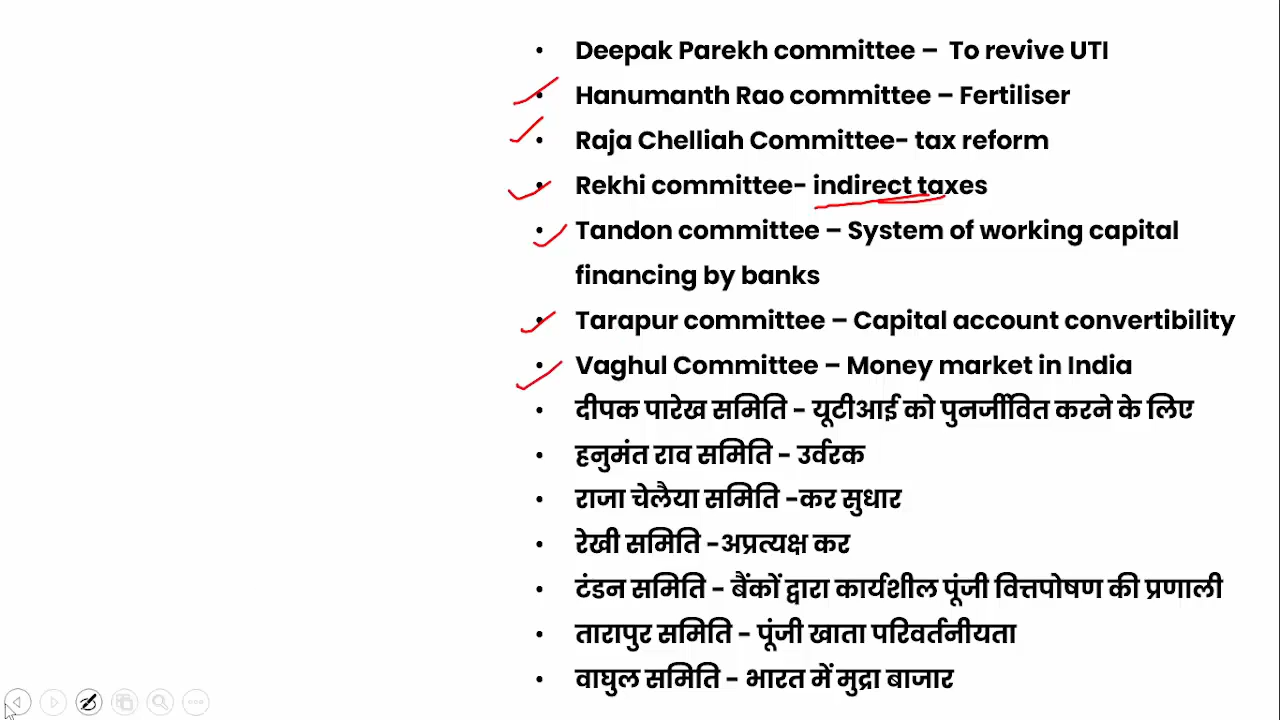 • Deepak Parekh committee – To revive UTI
• Hanumanth Rao committee – Fertiliser
• Raja Chelliah Committee- tax reform
• Rekhi committee- indirect taxes
• Tandon committee – System of working capital
financing by banks
• Tarapur committee – Capital account convertibility
• Vaghul Committee – Money market in India
• दीपक पारेख समिति - यूटीआई को पुनर्जीवित करने के लिए
• हनुमंत राव समिति - उर्वरक
• राजा चेलैया समिति -कर सुधार
• रेखी समिति -अप्रत्यक्ष कर
• टंडन समिति - बैंकों द्वारा कार्यशील पूंजी वित्तपोषण की प्रणाली
• तारापुर समिति - पूंजी खाता परिवर्तनीयता
• वाघुल समिति - भारत में मुद्रा बाजार